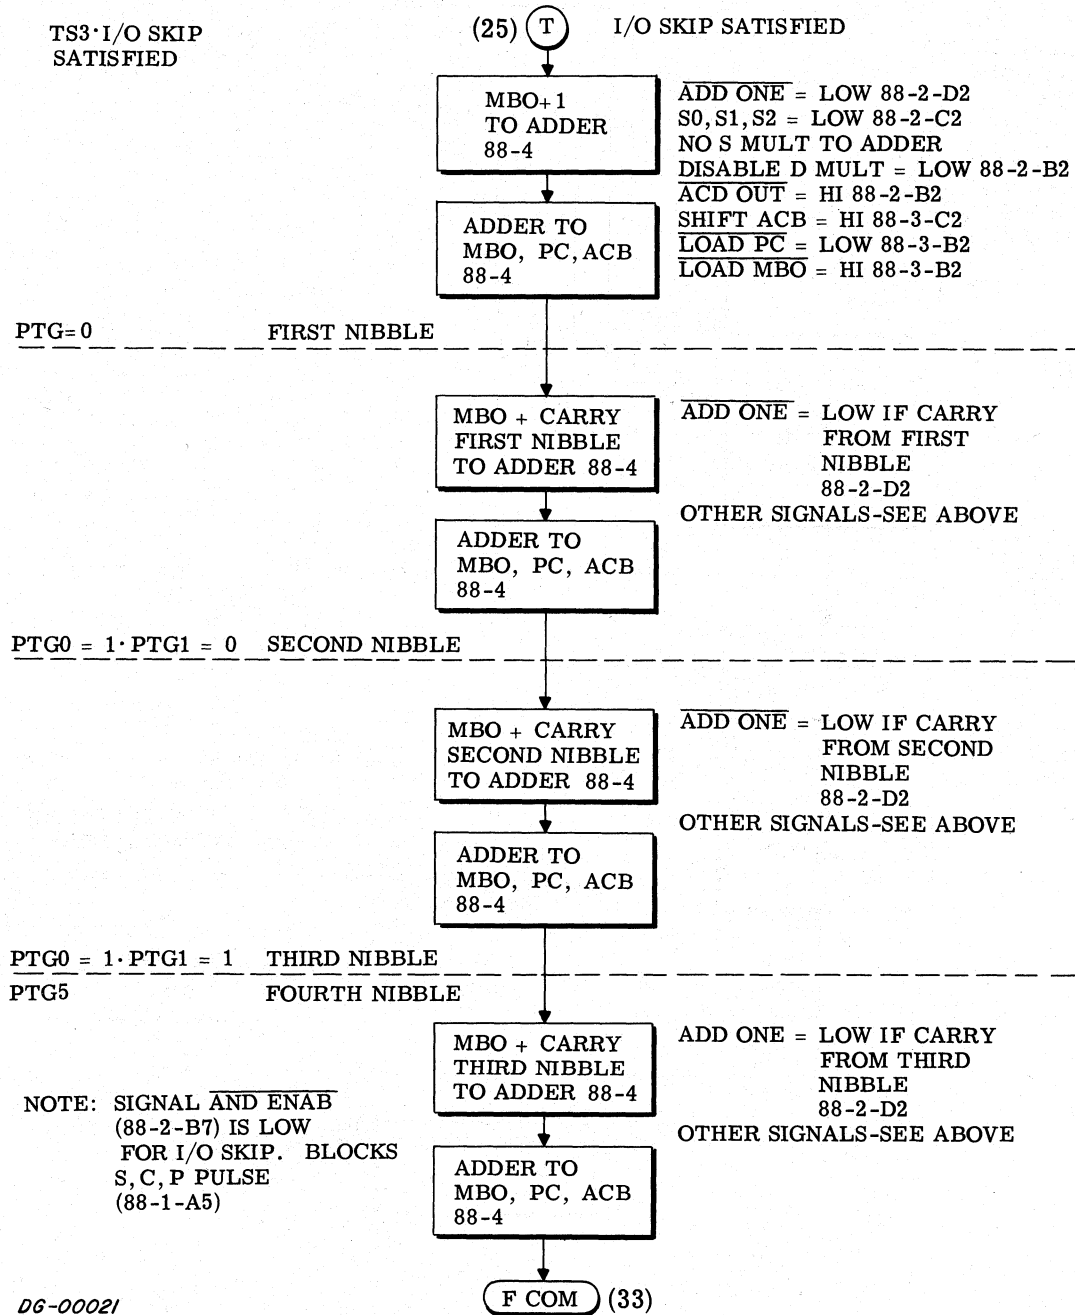 TS3·I/O SKIP
SATISFIED
(25) T I/O SKIP SATISFIED
MBO+1
TO ADDER
88-4
ADD ONE = LOW 88-2-D2
S0, S1, S2 = LOW 88-2-C2
NO S MULT TO ADDER
DISABLE D MULT = LOW 88-2-B2
ACD OUT = HI 88-2-B2
SHIFT ACB = HI 88-3-C2
LOAD PC = LOW 88-3-B2
LOAD MBO = HI 88-3-B2
ADDER TO
MBO, PC, ACB
88-4
PTG=0 FIRST NIBBLE
MBO + CARRY
FIRST NIBBLE
TO ADDER 88-4
ADD ONE = LOW IF CARRY
FROM FIRST
NIBBLE
88-2-D2
OTHER SIGNALS-SEE ABOVE
ADDER TO
MBO, PC, ACB
88-4
PTG0 = 1·PTG1 = 0 SECOND NIBBLE
MBO + CARRY
SECOND NIBBLE
TO ADDER 88-4
ADD ONE = LOW IF CARRY
FROM SECOND
NIBBLE
88-2-D2
OTHER SIGNALS-SEE ABOVE
ADDER TO
MBO, PC, ACB
88-4
PTG0 = 1·PTG1 = 1 THIRD NIBBLE
PTG5 FOURTH NIBBLE
MBO + CARRY
THIRD NIBBLE
TO ADDER 88-4
ADD ONE = LOW IF CARRY
FROM THIRD
NIBBLE
88-2-D2
OTHER SIGNALS-SEE ABOVE
NOTE: SIGNAL AND ENAB
(88-2-B7) IS LOW
FOR I/O SKIP. BLOCKS
S, C, P PULSE
(88-1-A5)
ADDER TO
MBO, PC, ACB
88-4
F COM (33)
DG-00021